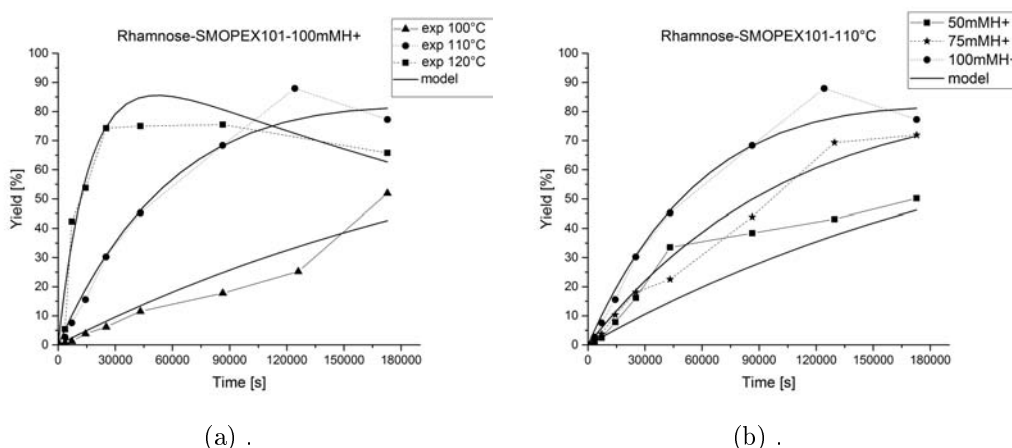 Rhamnose-SMOPEX101-100mMH+
exp 100°C
exp 110°C
exp 120°C
model
100
90
80
70
60
50
40
30
20
10
0
Yield [%]
0 30000 60000 90000 120000 150000 180000
Time [s]
(a) .
Rhamnose-SMOPEX101-110°C
50mMH+
75mMH+
100mMH+
model
100
90
80
70
60
50
40
30
20
10
0
Yield [%]
0 30000 60000 90000 120000 150000 180000
Time [s]
(b) .